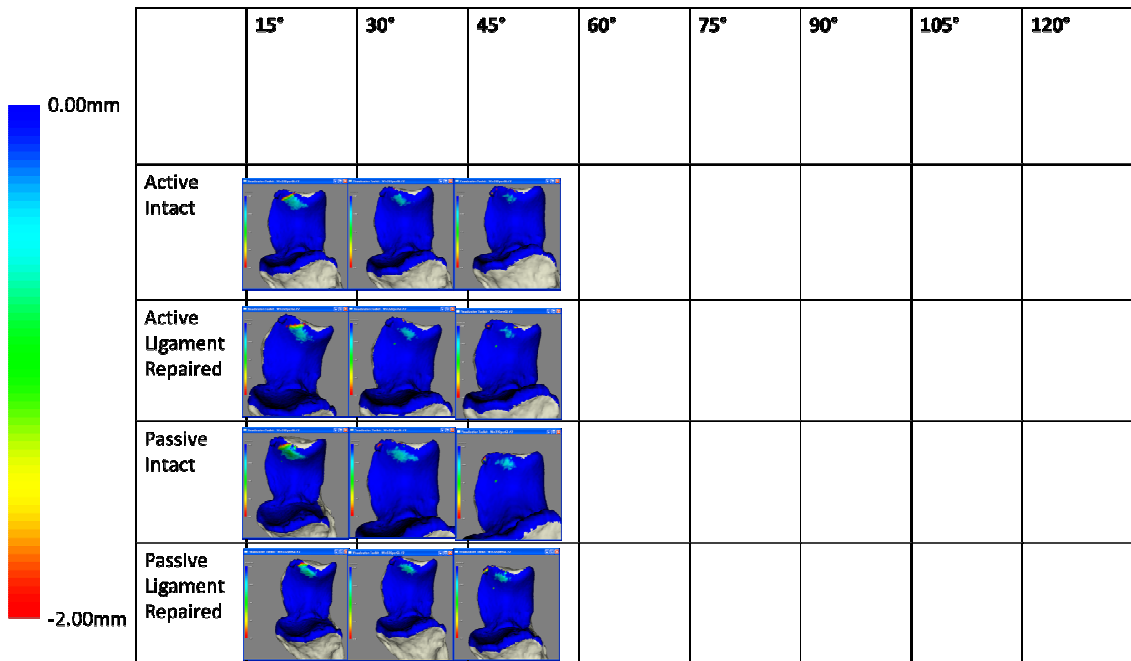 15° 30° 45° 60° 75° 90° 105° 120°
0.00mm
Active
Intact
Active
Ligament
Repaired
Passive
Intact
Passive
Ligament
Repaired
-2.00mm